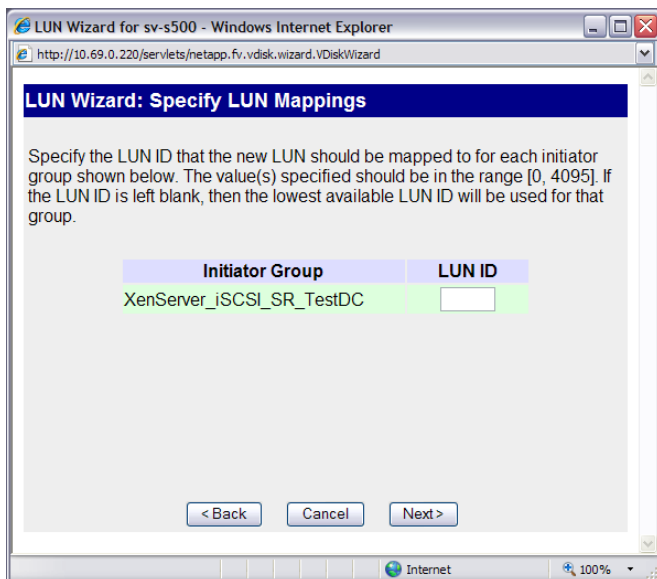 LUN Wizard for sv-s500 - Windows Internet Explorer
http://10.69.0.220/servlets/netapp.fv.vdisk.wizard.VDiskWizard
LUN Wizard: Specify LUN Mappings
Specify the LUN ID that the new LUN should be mapped to for each initiator
group shown below. The value(s) specified should be in the range [0, 4095]. If
the LUN ID is left blank, then the lowest available LUN ID will be used for that
group.
Initiator Group LUN ID
XenServer_iSCSI_SR_TestDC
< Back Cancel Next >
Internet 100%